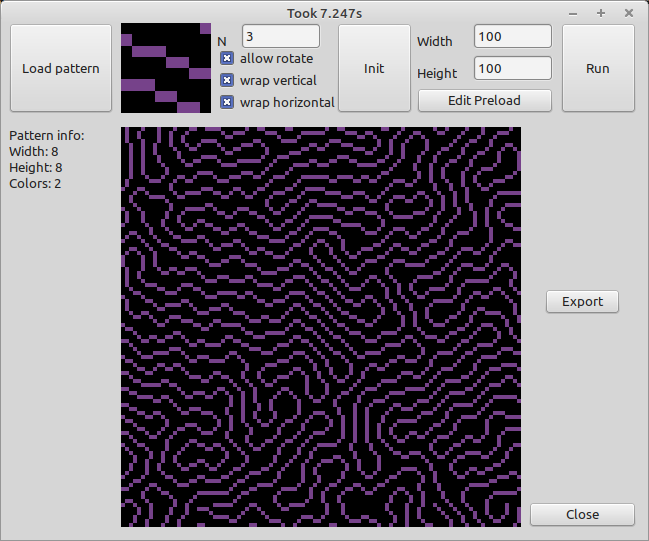 Took 7.247s
Load pattern
N
3
allow rotate
wrap vertical
wrap horizontal
Init
Width
100
Height
100
Edit Preload
Run
Pattern info:
Width: 8
Height: 8
Colors: 2
Export
Close